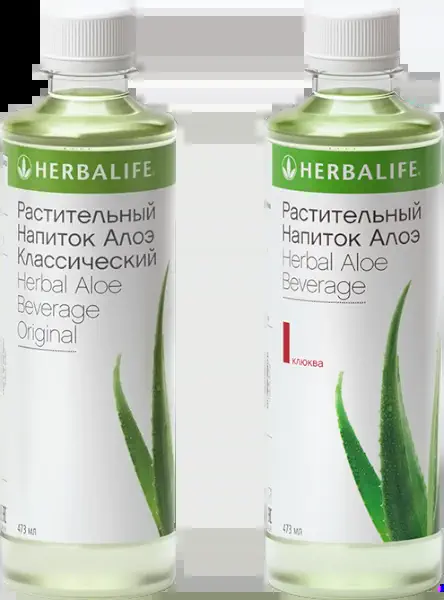 HERBALIFE
Растительный
Напиток Алоэ
Классический
Herbal Aloe
Beverage
Original
473 мл
HERBALIFE
Растительный
Напиток Алоэ
Herbal Aloe
Beverage
клюква
473 мл